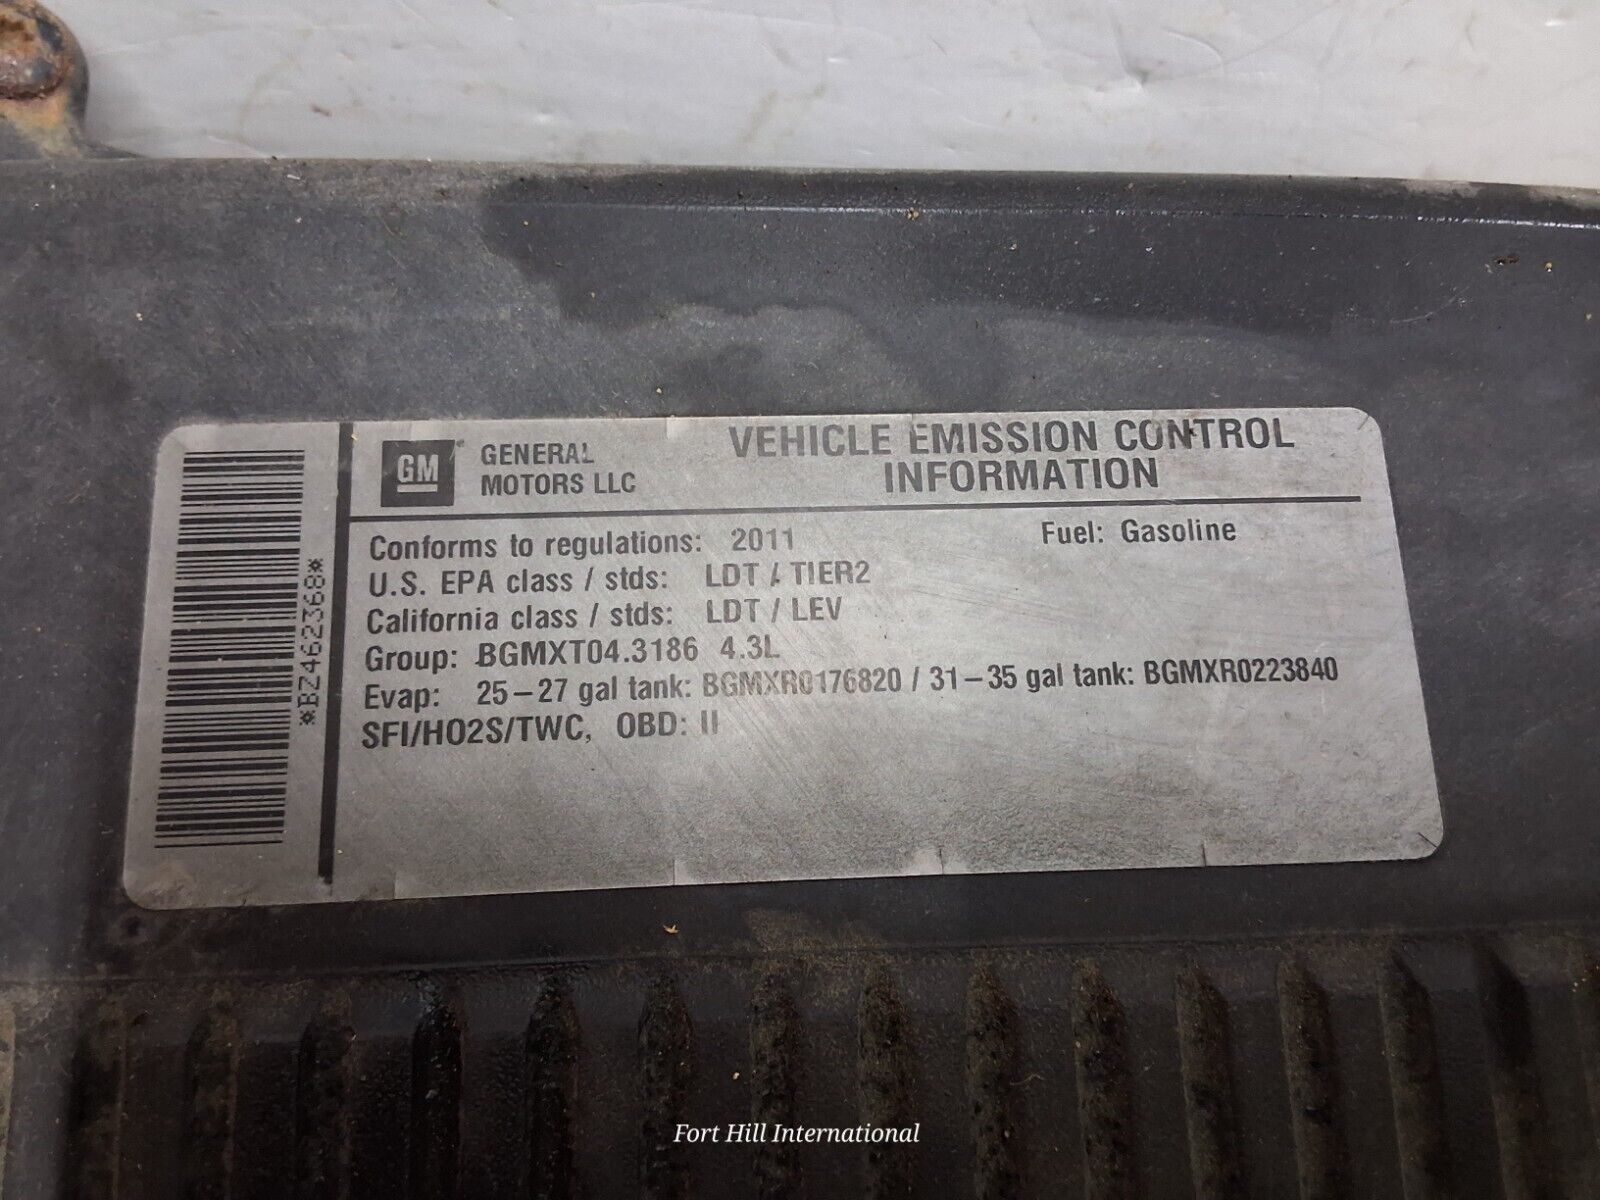 *BZ462368*
GM GENERAL MOTORS LLC
VEHICLE EMISSION CONTROL
INFORMATION
Conforms to regulations: 2011 Fuel: Gasoline
U.S. EPA class / stds: LDT / TIER2
California class / stds: LDT / LEV
Group: BGMXT04.3186 4.3L
Evap: 25-27 gal tank: BGMXR0176820 / 31-35 gal tank: BGMXR0223840
SFI/HO2S/TWC, OBD: II
Fort Hill International